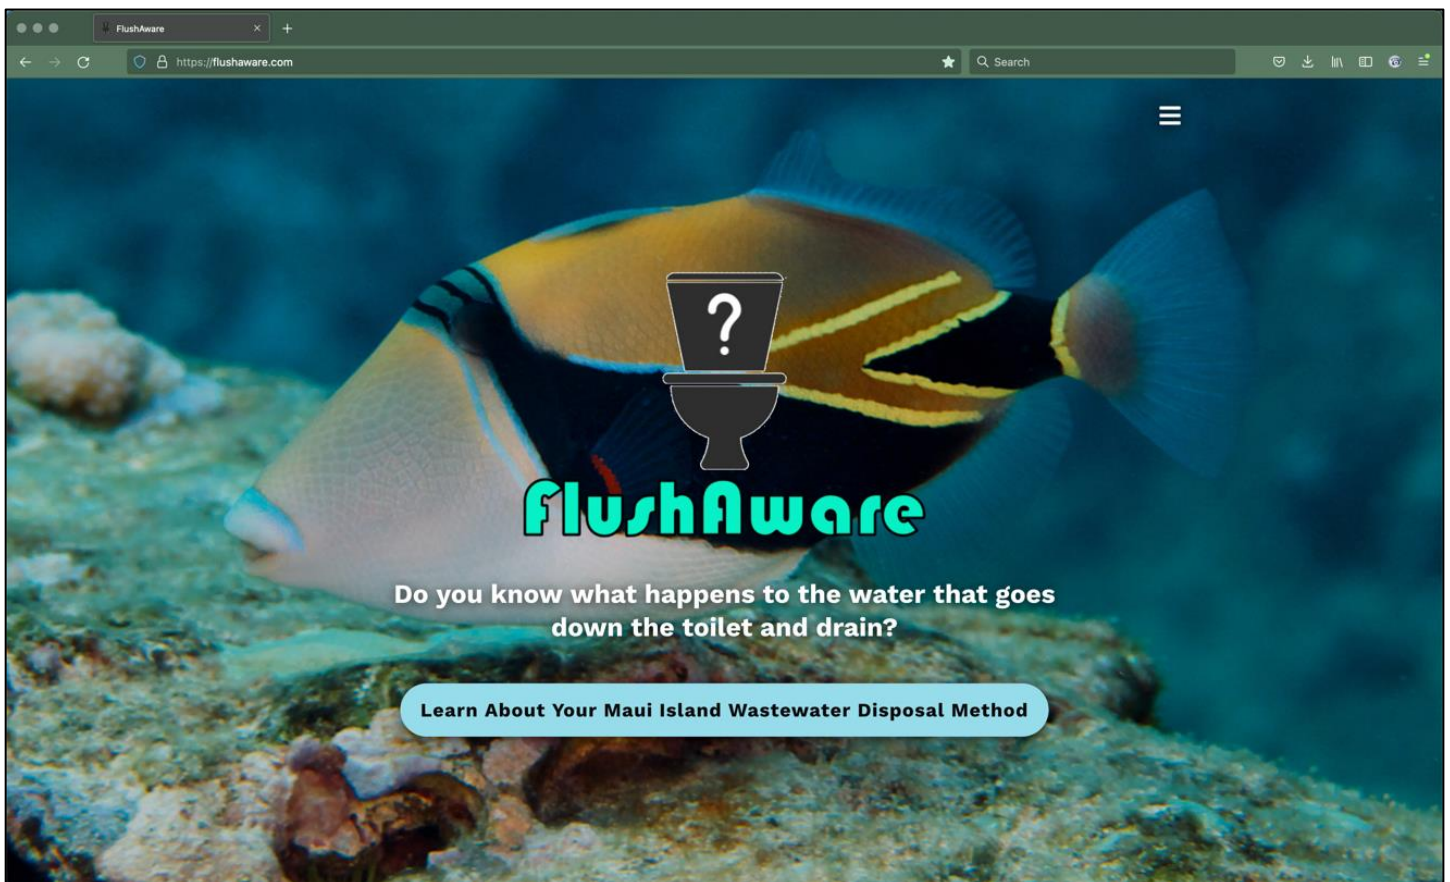 FlushAware
https://flushaware.com
Search
?
FlushAware
Do you know what happens to the water that goes
down the toilet and drain?
Learn About Your Maui Island Wastewater Disposal Method